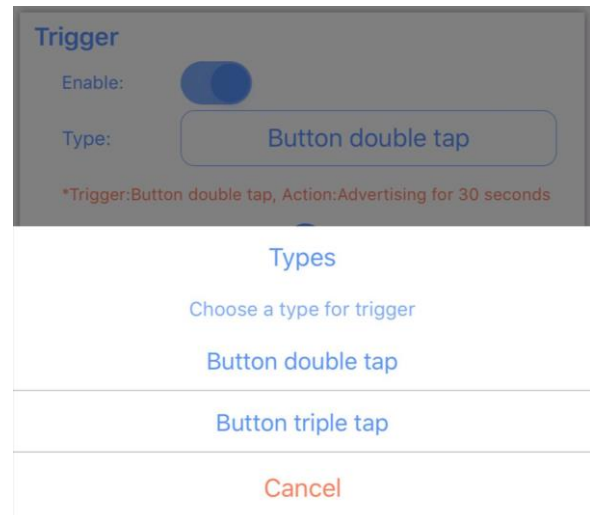 Trigger
Enable:
Type: Button double tap
*Trigger:Button double tap, Action:Advertising for 30 seconds
Types
Choose a type for trigger
Button double tap
Button triple tap
Cancel